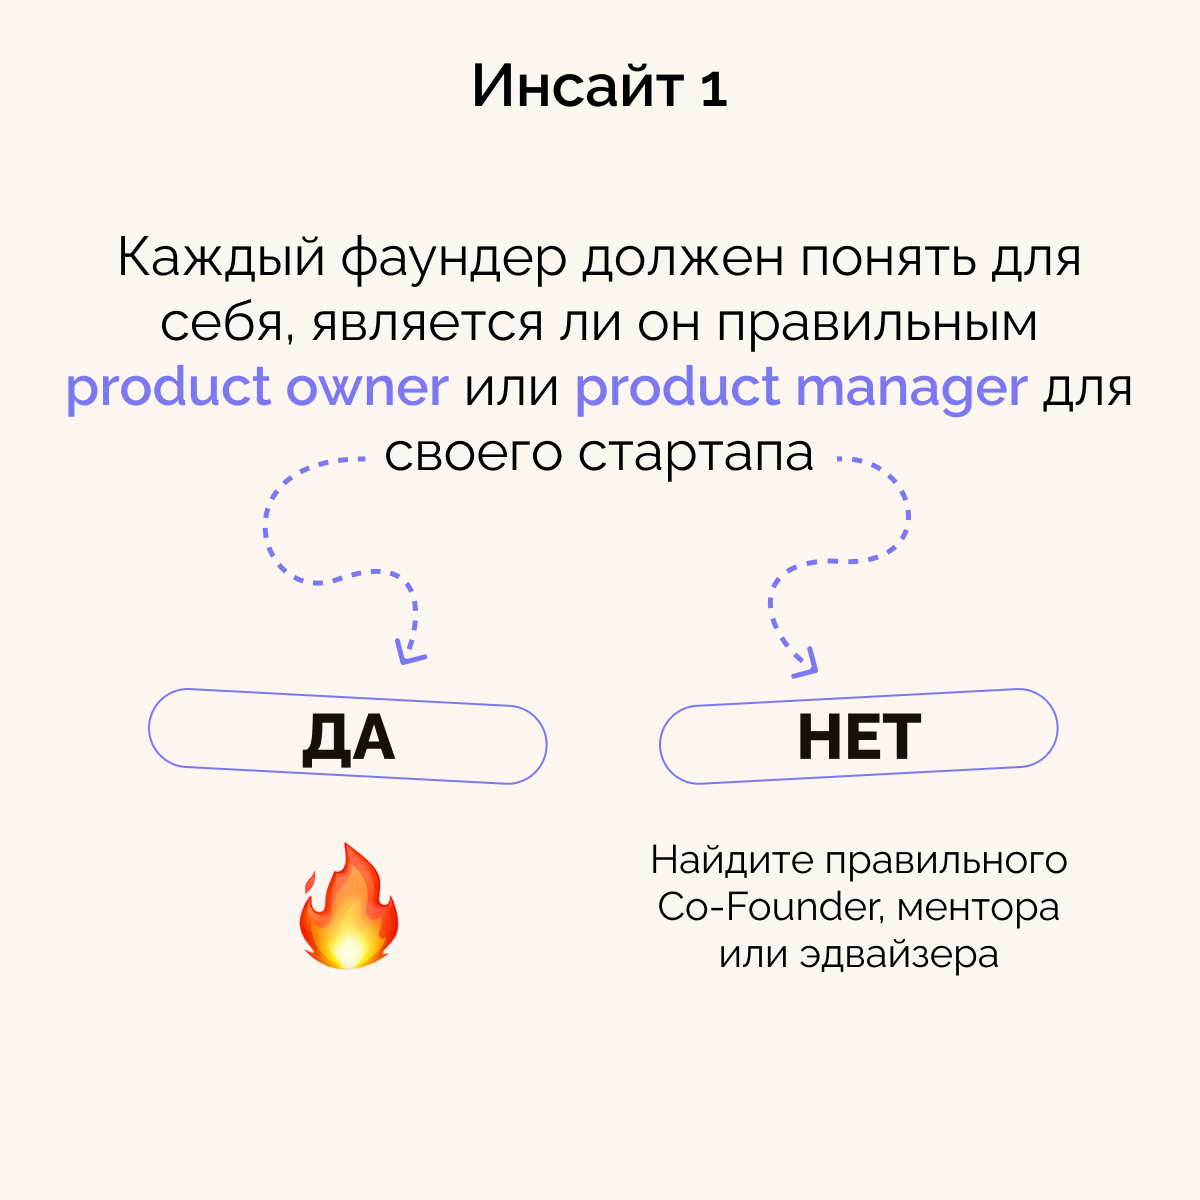 Инсайт 1
Каждый фаундер должен понять для
себя, является ли он правильным
product owner или product manager для
своего стартапа
ДА
НЕТ
Найдите правильного
Co-Founder, ментора
или эдвайзера